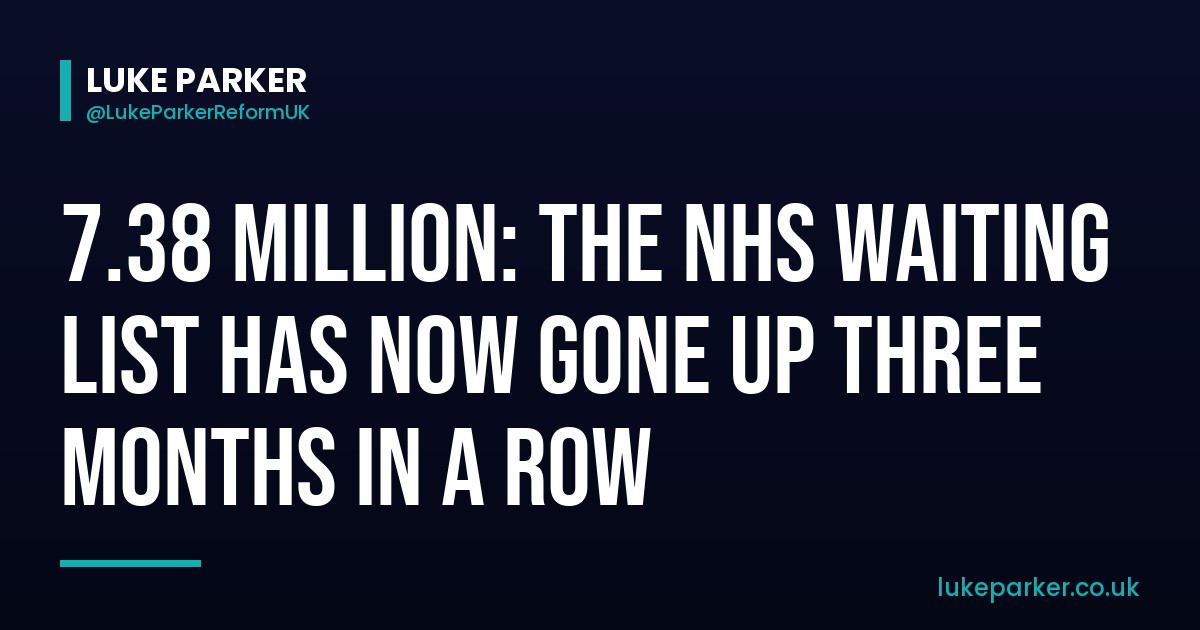 LUKE PARKER
@LukeParkerReformUK
7.38 MILLION: THE NHS WAITING
LIST HAS NOW GONE UP THREE
MONTHS IN A ROW
lukeparker.co.uk